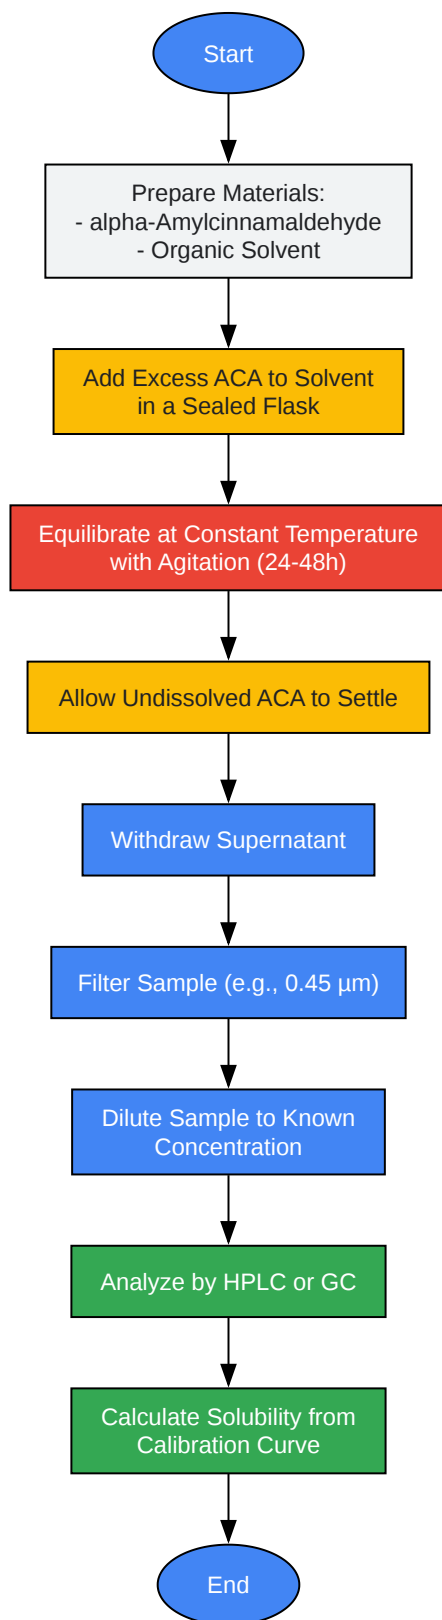 Start
Prepare Materials:
- alpha-Amylcinnamaldehyde
- Organic Solvent
Add Excess ACA to Solvent
in a Sealed Flask
Equilibrate at Constant Temperature
with Agitation (24-48h)
Allow Undissolved ACA to Settle
Withdraw Supernatant
Filter Sample (e.g., 0.45 µm)
Dilute Sample to Known
Concentration
Analyze by HPLC or GC
Calculate Solubility from
Calibration Curve
End